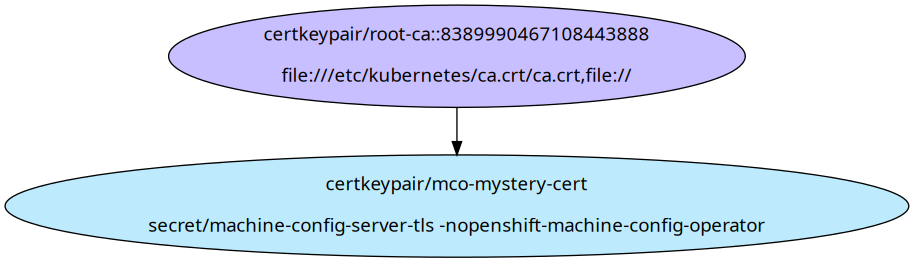 certkeypair/root-ca::8389990467108443888
file:///etc/kubernetes/ca.crt/ca.crt,file://
certkeypair/mco-mystery-cert
secret/machine-config-server-tls -nopenshift-machine-config-operator